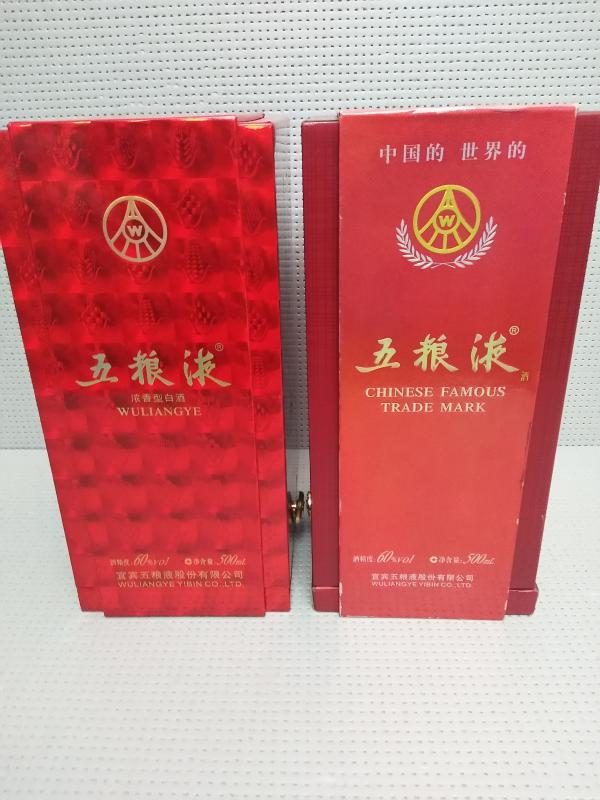 W
五粮液®
浓香型白酒
WULIANGYE
酒精度:60%vol 净含量:500mL
宜宾五粮液股份有限公司
WULIANGYE YIBIN CO.,LTD.
中国的 世界的
W
五粮液®
酒
CHINESE FAMOUS
TRADE MARK
酒精度:60%vol 净含量:500mL
宜宾五粮液股份有限公司
WULIANGYE YIBIN CO.,LTD.